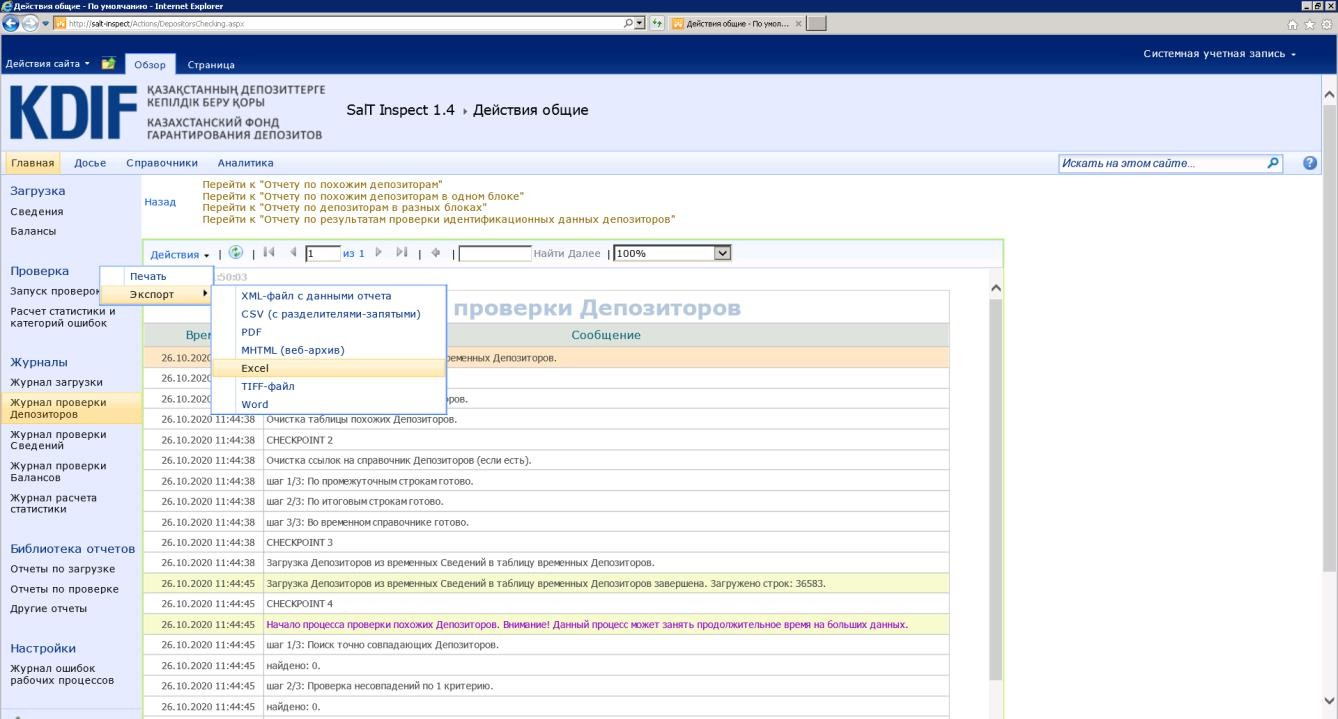 Действия общие - По умолчанию - Internet Explorer
http://salt-inspect/Actions/DepositorsChecking.aspx
Действия общие - По умол...
Действия сайта
Обзор
Страница
Системная учетная запись
KDIF
ҚАЗАҚСТАННЫҢ ДЕПОЗИТТЕРГЕ
КЕПІЛДІК БЕРУ ҚОРЫ
КАЗАХСТАНСКИЙ ФОНД
ГАРАНТИРОВАНИЯ ДЕПОЗИТОВ
SalT Inspect 1.4 Действия общие
Главная Досье Справочники Аналитика
Искать на этом сайте...
Загрузка
Сведения
Балансы
Проверка
Запуск проверок
Расчет статистики и
категорий ошибок
Журналы
Журнал загрузки
Журнал проверки
Депозиторов
Журнал проверки
Сведений
Журнал проверки
Балансов
Журнал расчета
статистики
Библиотека отчетов
Отчеты по загрузке
Отчеты по проверке
Другие отчеты
Настройки
Журнал ошибок
рабочих процессов
Назад
Перейти к "Отчету по похожим депозиторам"
Перейти к "Отчету по похожим депозиторам в одном блоке"
Перейти к "Отчету по депозиторам в разных блоках"
Перейти к "Отчету по результатам проверки идентификационных данных депозиторов"
Действия | | 1 из 1 | | Найти Далее | 100%
Печать
Экспорт
XML-файл с данными отчета
CSV (с разделителями-запятыми)
PDF
MHTML (веб-архив)
Excel
TIFF-файл
Word
:50:03
проверки Депозиторов
Вре Сообщение
26.10.2020 временных Депозиторов.
26.10.202
26.10.202 ров.
26.10.2020 11:44:38 Очистка таблицы похожих Депозиторов.
26.10.2020 11:44:38 CHECKPOINT 2
26.10.2020 11:44:38 Очистка ссылок на справочник Депозиторов (если есть).
26.10.2020 11:44:38 шаг 1/3: По промежуточным строкам готово.
26.10.2020 11:44:38 шаг 2/3: По итоговым строкам готово.
26.10.2020 11:44:38 шаг 3/3: Во временном справочнике готово.
26.10.2020 11:44:38 CHECKPOINT 3
26.10.2020 11:44:38 Загрузка Депозиторов из временных Сведений в таблицу временных Депозиторов.
26.10.2020 11:44:45 Загрузка Депозиторов из временных Сведений в таблицу временных Депозиторов завершена. Загружено строк: 36583.
26.10.2020 11:44:45 CHECKPOINT 4
26.10.2020 11:44:45 Начало процесса проверки похожих Депозиторов. Внимание! Данный процесс может занять продолжительное время на больших данных.
26.10.2020 11:44:45 шаг 1/3: Поиск точно совпадающих Депозиторов.
26.10.2020 11:44:45 найдено: 0.
26.10.2020 11:44:45 шаг 2/3: Проверка несовпадений по 1 критерию.
26.10.2020 11:44:45 найдено: 0.